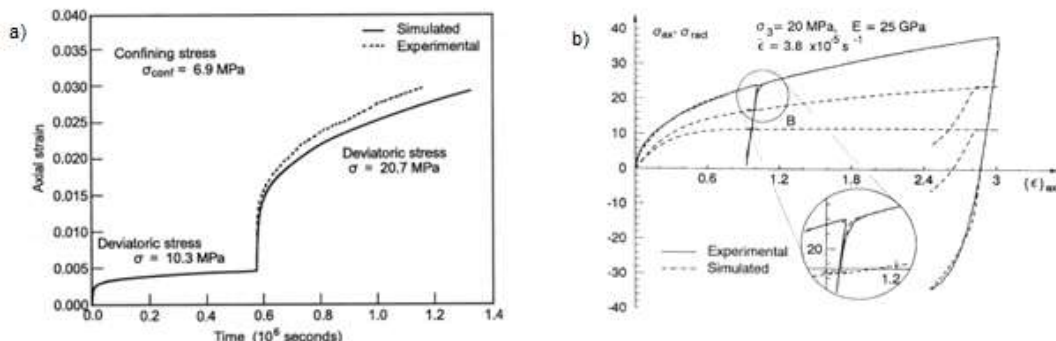 a)
0.040
0.035
0.030
0.025
0.020
0.015
0.010
0.005
0.000
Axial strain
Confining stress
σconf = 6.9 MPa
Simulated
Experimental
Deviatoric stress
σ = 20.7 MPa
Deviatoric stress
σ = 10.3 MPa
0.0 0.2 0.4 0.6 0.8 1.0 1.2 1.4
Time (10⁶ seconds)
b)
σax, σrad
σ3 = 20 MPa, E = 25 GPa
ε̇ = 3.8 x10⁻⁵ s⁻¹
40
30
20
10
0
-10
-20
-30
-40
B
0.6 1.2 1.8 2.4 3 {ϵ}ax
20
1.2
Experimental
Simulated